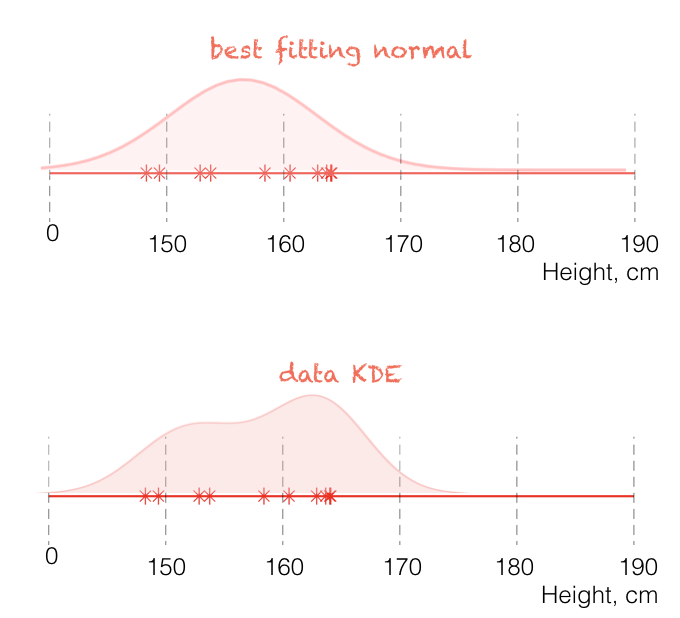 best fitting normal
0 150 160 170 180 190
Height, cm
data KDE
0 150 160 170 180 190
Height, cm